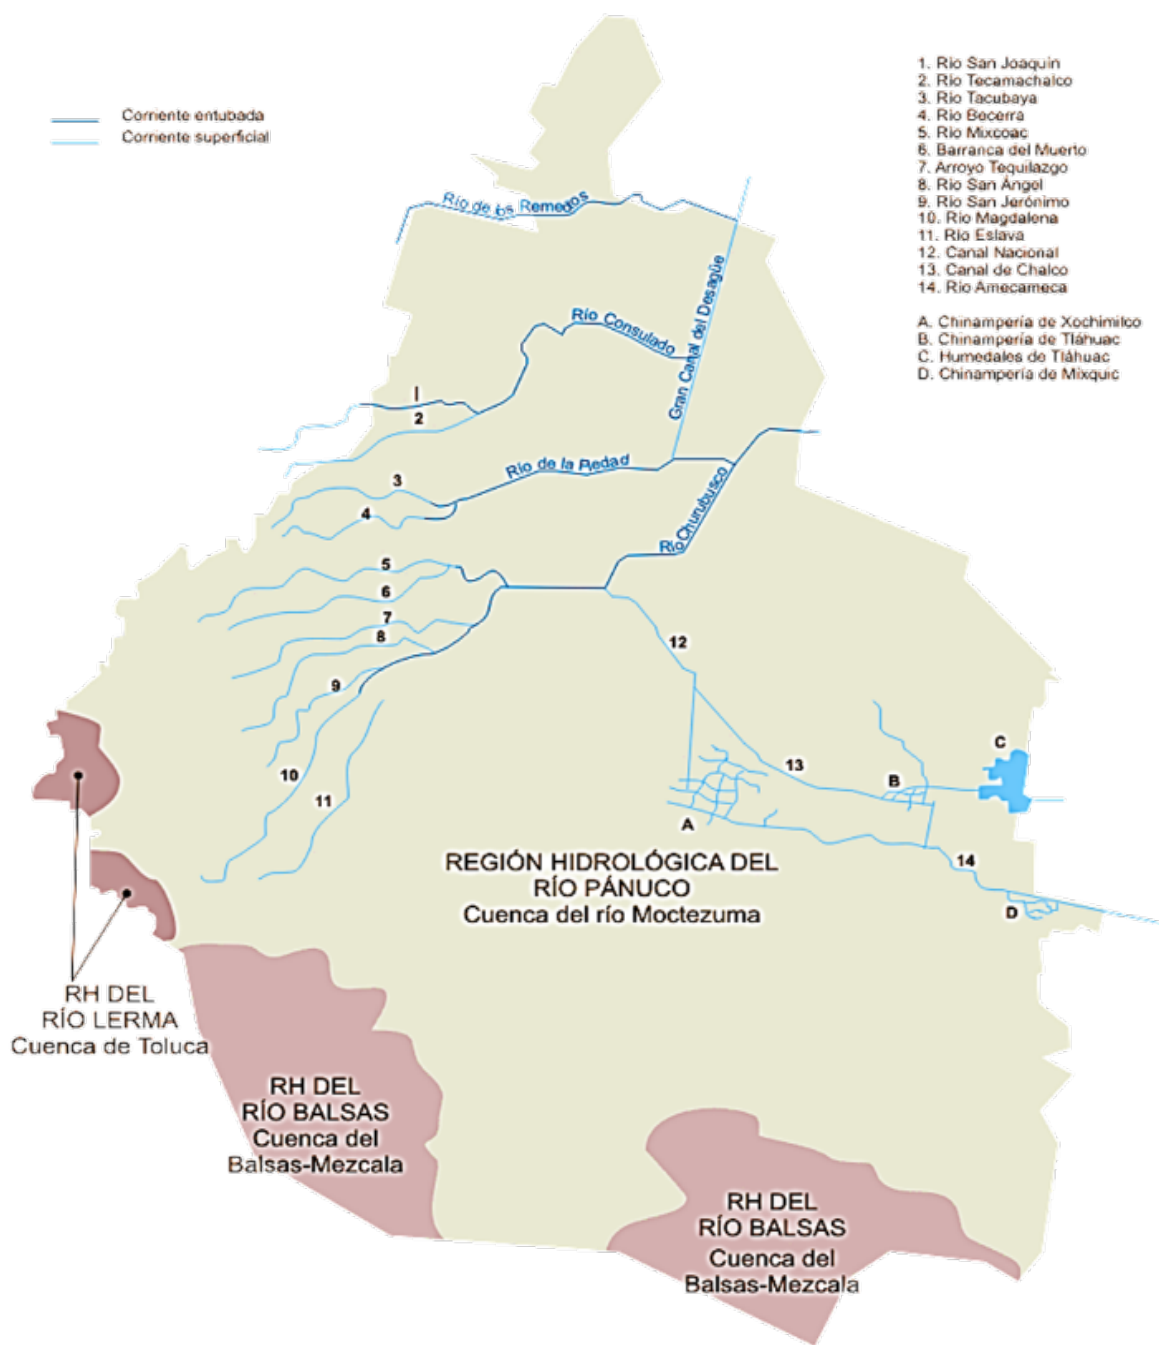 Corriente entubada
Corriente superficial
1. Río San Joaquín
2. Río Tecamachalco
3. Río Tacubaya
4. Río Becerra
5. Río Mixcoac
6. Barranca del Muerto
7. Arroyo Tequilazgo
8. Río San Ángel
9. Río San Jerónimo
10. Río Magdalena
11. Río Eslava
12. Canal Nacional
13. Canal de Chalco
14. Río Amecameca
A. Chinampería de Xochimilco
B. Chinampería de Tláhuac
C. Humedales de Tláhuac
D. Chinampería de Mixquic
Río de los Remedios
Gran Canal del Desagüe
Río Consulado
1
2
Río de la Piedad
3
4
Río Churubusco
5
6
7
8
9
10
11
12
13
A
B
C
14
D
REGIÓN HIDROLÓGICA DEL
RÍO PÁNUCO
Cuenca del río Moctezuma
RH DEL
RÍO LERMA
Cuenca de Toluca
RH DEL
RÍO BALSAS
Cuenca del
Balsas-Mezcala
RH DEL
RÍO BALSAS
Cuenca del
Balsas-Mezcala